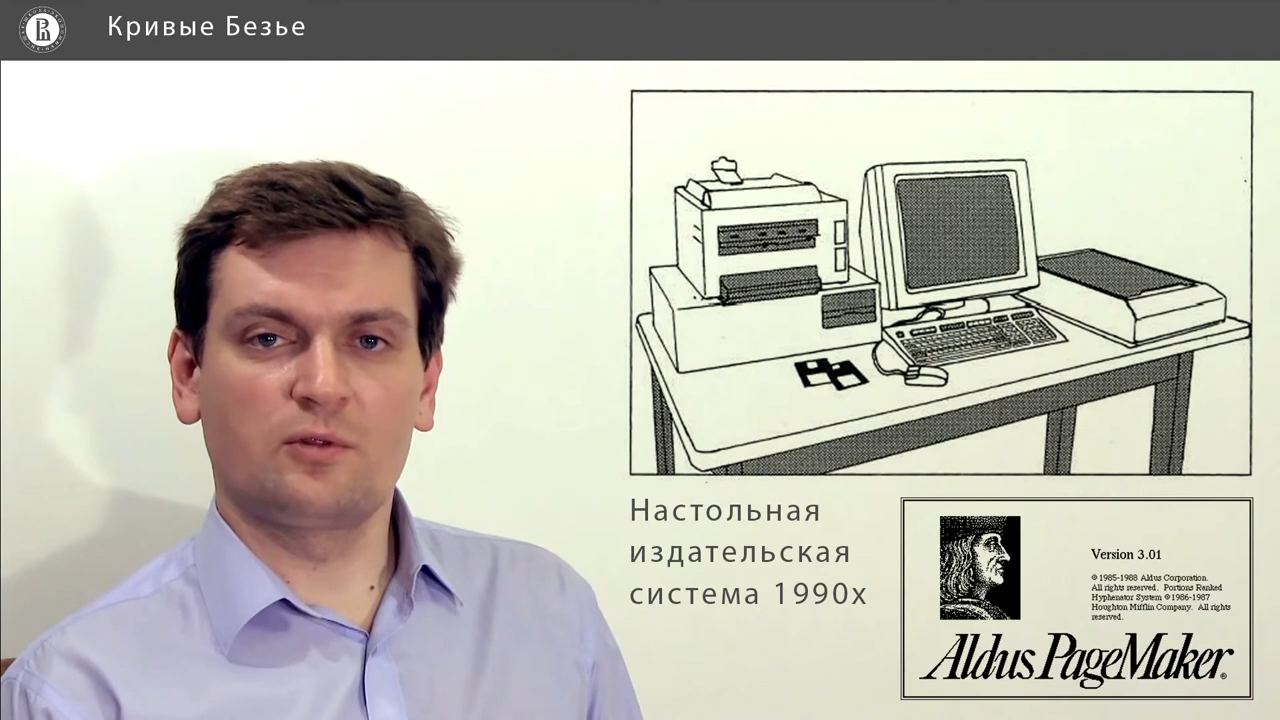 Кривые Безье
Настольная
издательская
система 1990х
Version 3.01
© 1985-1988 Aldus Corporation.
All rights reserved. Portions Ranked
Hyphenator System © 1986-1987
Houghton Mifflin Company. All rights
reserved.
Aldus PageMaker®